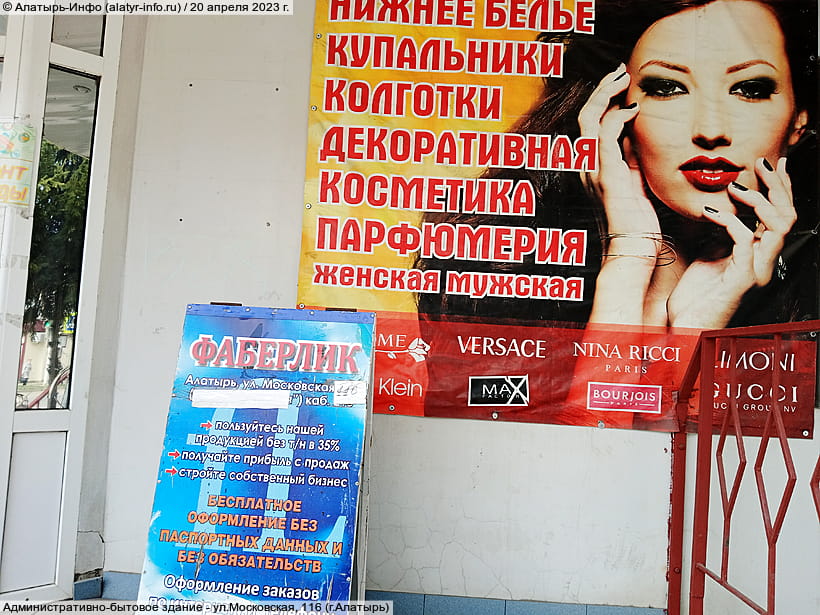 © Алатырь-Инфо (alatyr-info.ru) / 20 апреля 2023 г.
НИЖНЕЕ БЕЛЬЕ
КУПАЛЬНИКИ
КОЛГОТКИ
ДЕКОРАТИВНАЯ
КОСМЕТИКА
ПАРФЮМЕРИЯ
женская мужская
VERSACE
NINA RICCI
PARIS
Klein
MAX
FACTOR
BOURJOIS
PARIS
GUCCI
ФАБЕРЛИК
Алатырь, ул. Московская
каб.
пользуйтесь нашей
продукцией без т/н в 35%
получайте прибыль с продаж
стройте собственный бизнес
БЕСПЛАТНОЕ
ОФОРМЛЕНИЕ БЕЗ
ПАСПОРТНЫХ ДАННЫХ И
БЕЗ ОБЯЗАТЕЛЬСТВ
Оформление заказов
Административно-бытовое здание - ул.Московская, 116 (г.Алатырь)